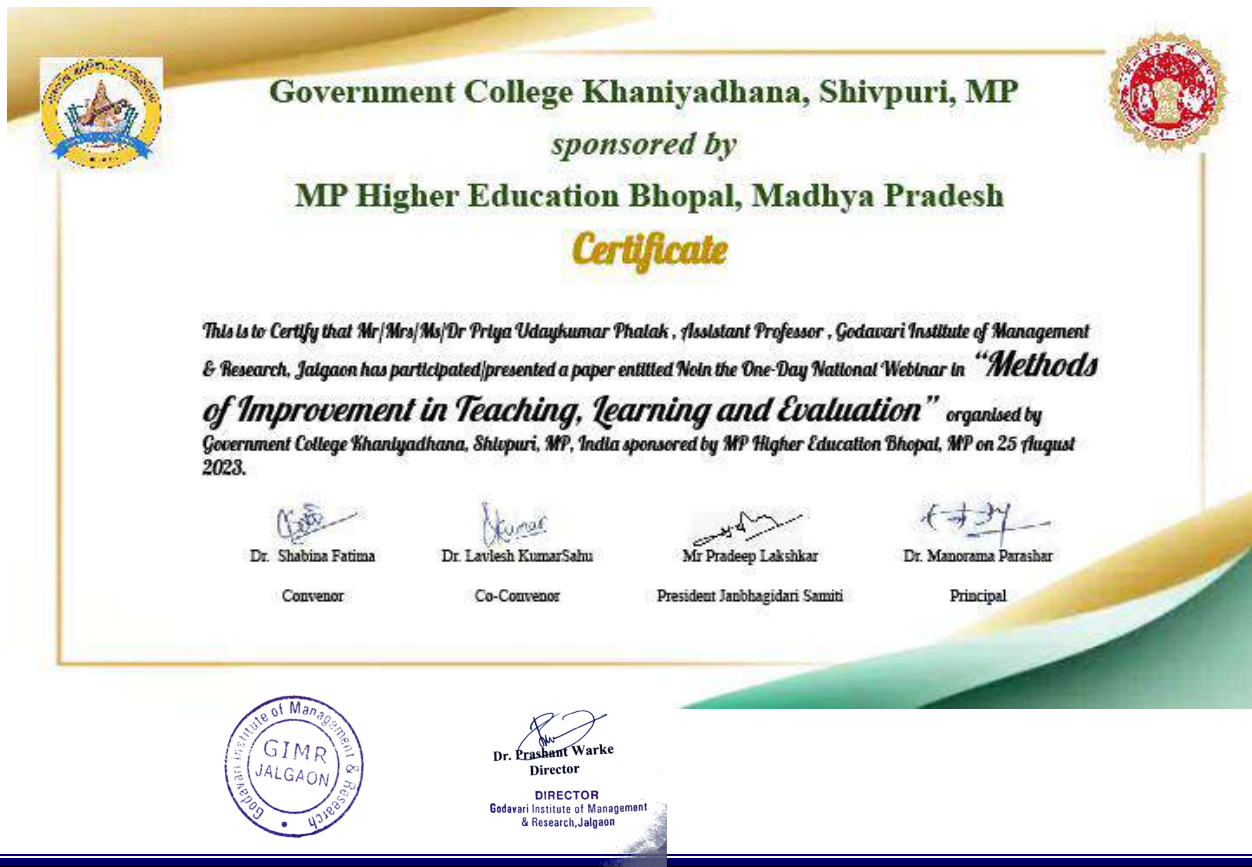 Government College Khaniyadhana, Shivpuri, MP
sponsored by
MP Higher Education Bhopal, Madhya Pradesh
Certificate
This is to Certify that Mr/Mrs/Ms/Dr Priya Udaykumar Phalak , Assistant Professor , Godavari Institute of Management
& Research, Jalgaon has participated/presented a paper entitled Noin the One-Day National Webinar in “Methods
of Improvement in Teaching, Learning and Evaluation” organised by
Government College Khaniyadhana, Shivpuri, MP, India sponsored by MP Higher Education Bhopal, MP on 25 August
2023.
Dr. Shabina Fatima Dr. Lavlesh KumarSahu Mr Pradeep Lakshkar Dr. Manorama Parashar
Convenor Co-Convenor President Janbhagidari Samiti Principal
Godavari Institute of Management & Research
GIMR
JALGAON
Dr. Prashant Warke
Director
DIRECTOR
Godavari Institute of Management
& Research,Jalgaon